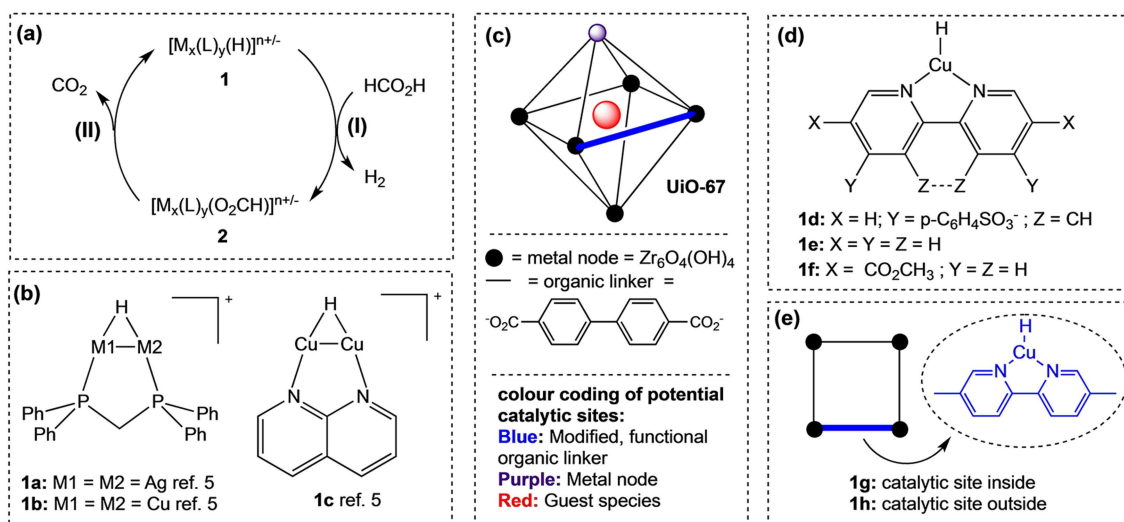 (a)
[Mx(L)y(H)]n+/-
1
CO2
HCO2H
(II)
(I)
H2
[Mx(L)y(O2CH)]n+/-
2
(b)
+
H
M1
M2
P
P
Ph
Ph
Ph
Ph
1a: M1 = M2 = Ag ref. 5
1b: M1 = M2 = Cu ref. 5
+
H
Cu
Cu
N
N
1c ref. 5
(c)
UiO-67
= metal node = Zr6O4(OH)4
= organic linker =
-O2C
CO2-
colour coding of potential
catalytic sites:
Blue: Modified, functional
organic linker
Purple: Metal node
Red: Guest species
(d)
H
Cu
N
N
X
X
Y
Z---Z
Y
1d X = H; Y = p-C6H4SO3- ; Z = CH
1e X = Y = Z = H
1f X = CO2CH3 ; Y = Z = H
(e)
H
Cu
N
N
1g: catalytic site inside
1h: catalytic site outside